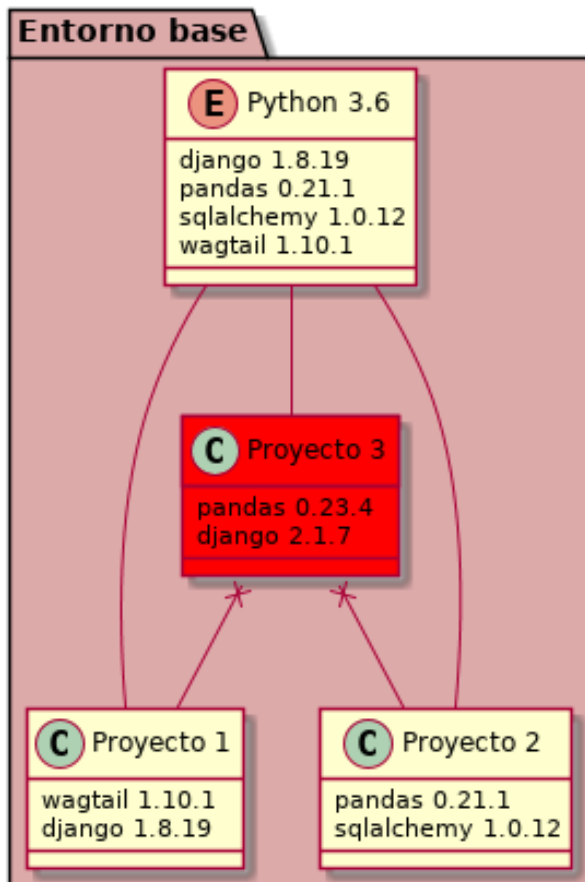 Entorno base
E Python 3.6
django 1.8.19
pandas 0.21.1
sqlalchemy 1.0.12
wagtail 1.10.1
C Proyecto 3
pandas 0.23.4
django 2.1.7
C Proyecto 1
wagtail 1.10.1
django 1.8.19
C Proyecto 2
pandas 0.21.1
sqlalchemy 1.0.12